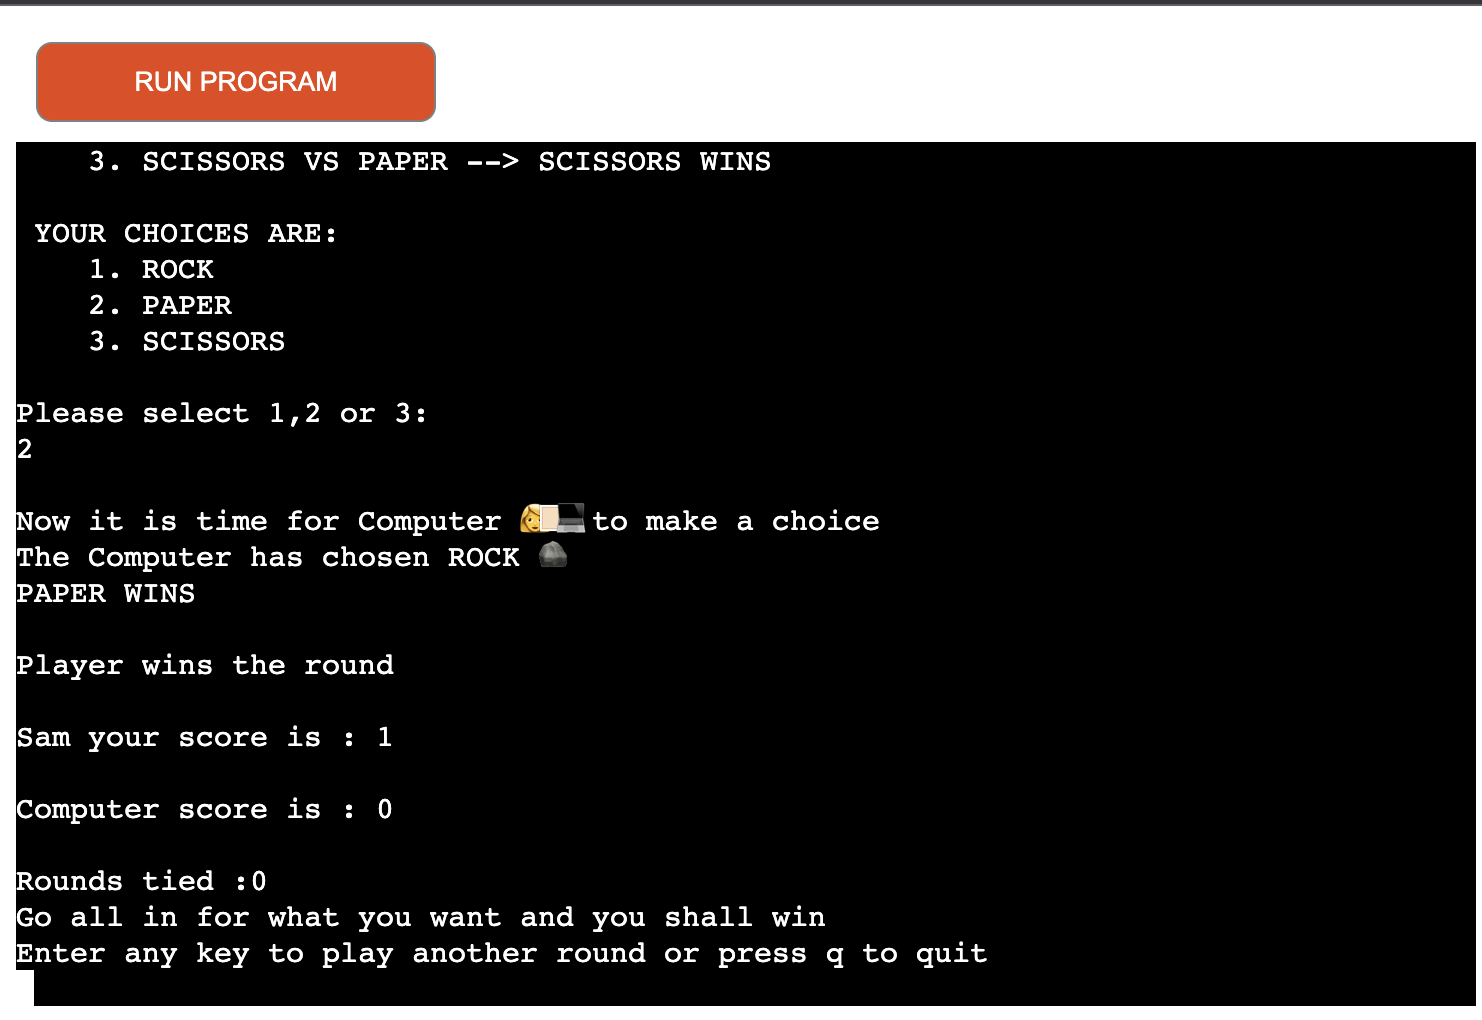 RUN PROGRAM
3. SCISSORS VS PAPER --> SCISSORS WINS
YOUR CHOICES ARE:
1. ROCK
2. PAPER
3. SCISSORS
Please select 1,2 or 3:
2
Now it is time for Computer to make a choice
The Computer has chosen ROCK
PAPER WINS
Player wins the round
Sam your score is : 1
Computer score is : 0
Rounds tied :0
Go all in for what you want and you shall win
Enter any key to play another round or press q to quit